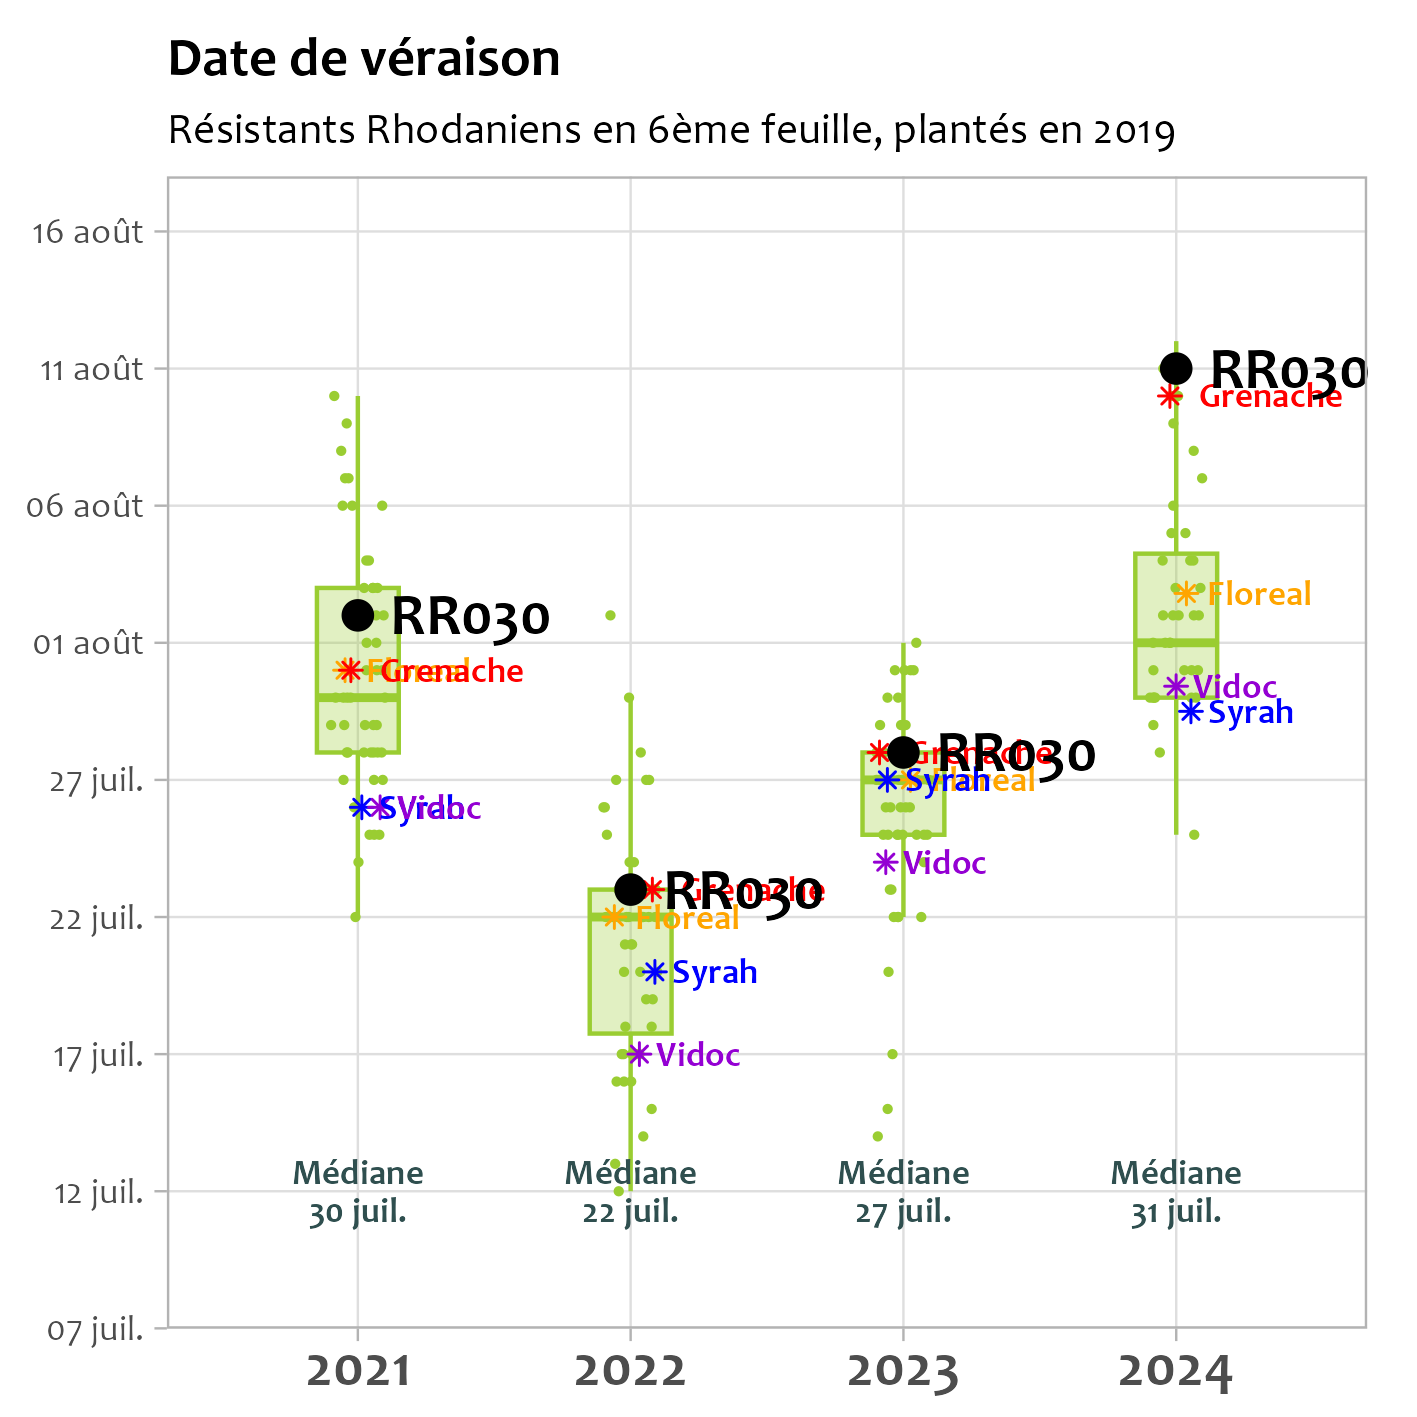 Date de véraison
Résistants Rhodaniens en 6ème feuille, plantés en 2019
16 août
11 août
06 août
01 août
27 juil.
22 juil.
17 juil.
12 juil.
07 juil.
RR030
Floreal
Grenache
Syrah
Vidoc
Médiane
30 juil.
RR030
Grenache
Floreal
Syrah
Vidoc
Médiane
22 juil.
RR030
Grenache
Syrah
Floreal
Vidoc
Médiane
27 juil.
RR030
Grenache
Floreal
Vidoc
Syrah
Médiane
31 juil.
2021
2022
2023
2024